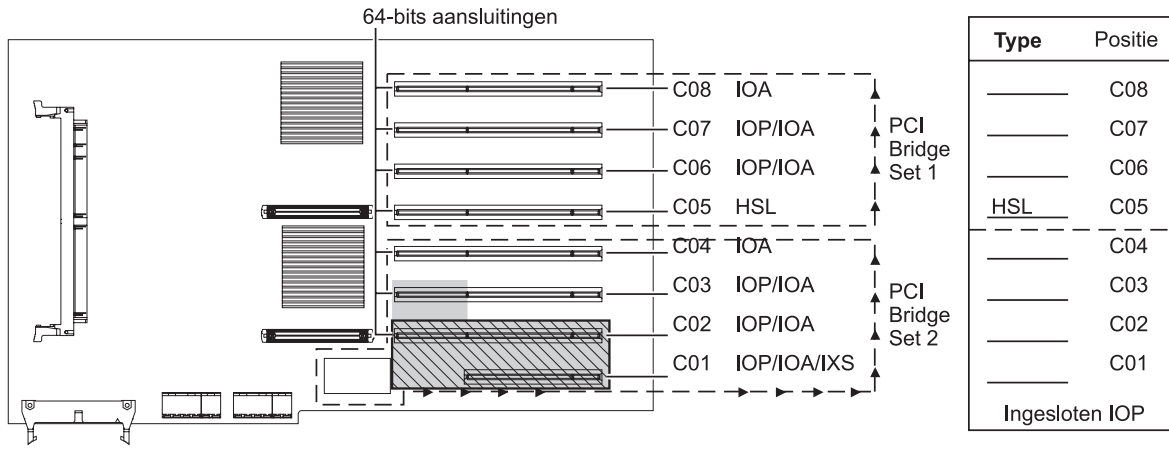 64-bits aansluitingen
C08 IOA
C07 IOP/IOA
C06 IOP/IOA
C05 HSL
PCI
Bridge
Set 1
C04 IOA
C03 IOP/IOA
C02 IOP/IOA
C01 IOP/IOA/IXS
PCI
Bridge
Set 2
Type Positie
C08
C07
C06
HSL C05
C04
C03
C02
C01
Ingesloten IOP